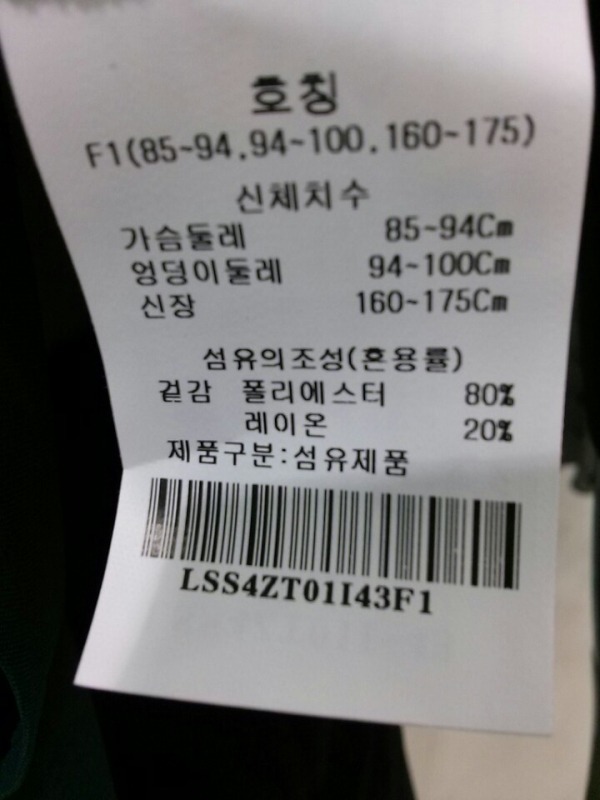 호칭
F1(85~94.94~100.160~175)
신체치수
가슴둘레 85~94Cm
엉덩이둘레 94~100Cm
신장 160~175Cm
섬유의조성(혼용률)
겉감 폴리에스터 80%
레이온 20%
제품구분:섬유제품
LSS4ZT01I43F1